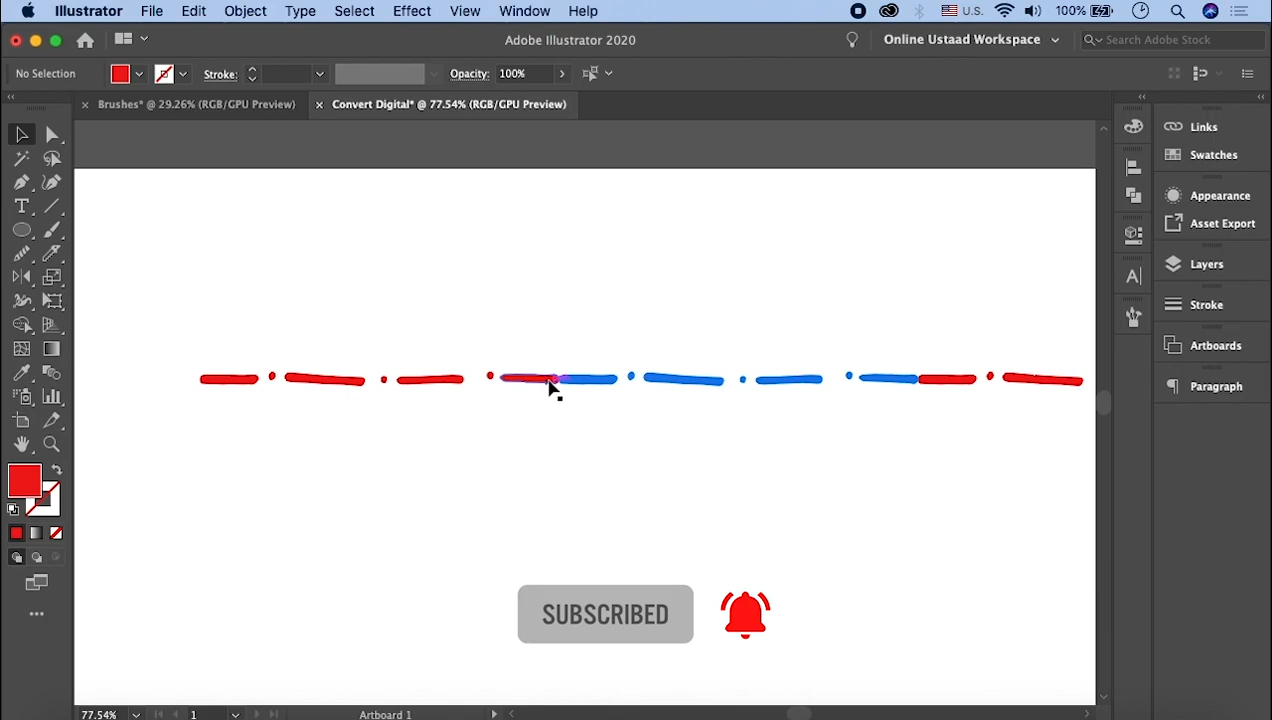 Illustrator File Edit Object Type Select Effect View Window Help U.S. 100%
Adobe Illustrator 2020 Online Ustaad Workspace Search Adobe Stock
No Selection Stroke: Opacity: 100%
Brushes* @ 29.26% (RGB/GPU Preview) Convert Digital* @ 77.54% (RGB/GPU Preview)
Links
Swatches
Appearance
Asset Export
Layers
Stroke
Artboards
Paragraph
SUBSCRIBED
77.54% 1 Artboard 1